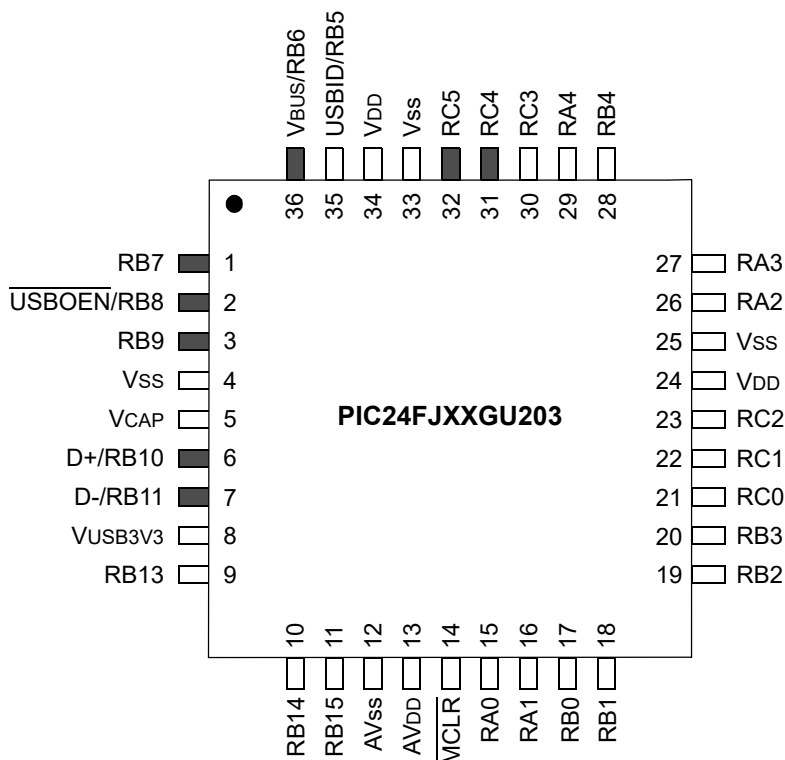 VBUS/RB6
USBID/RB5
VDD
Vss
RC5
RC4
RC3
RA4
RB4
36
35
34
33
32
31
30
29
28
RB7 1
USBOEN/RB8 2
RB9 3
VSS 4
VCAP 5
D+/RB10 6
D-/RB11 7
VUSB3V3 8
RB13 9
PIC24FJXXGU203
27 RA3
26 RA2
25 VSS
24 VDD
23 RC2
22 RC1
21 RC0
20 RB3
19 RB2
10
11
12
13
14
15
16
17
18
RB14
RB15
AVss
AVDD
MCLR
RA0
RA1
RB0
RB1